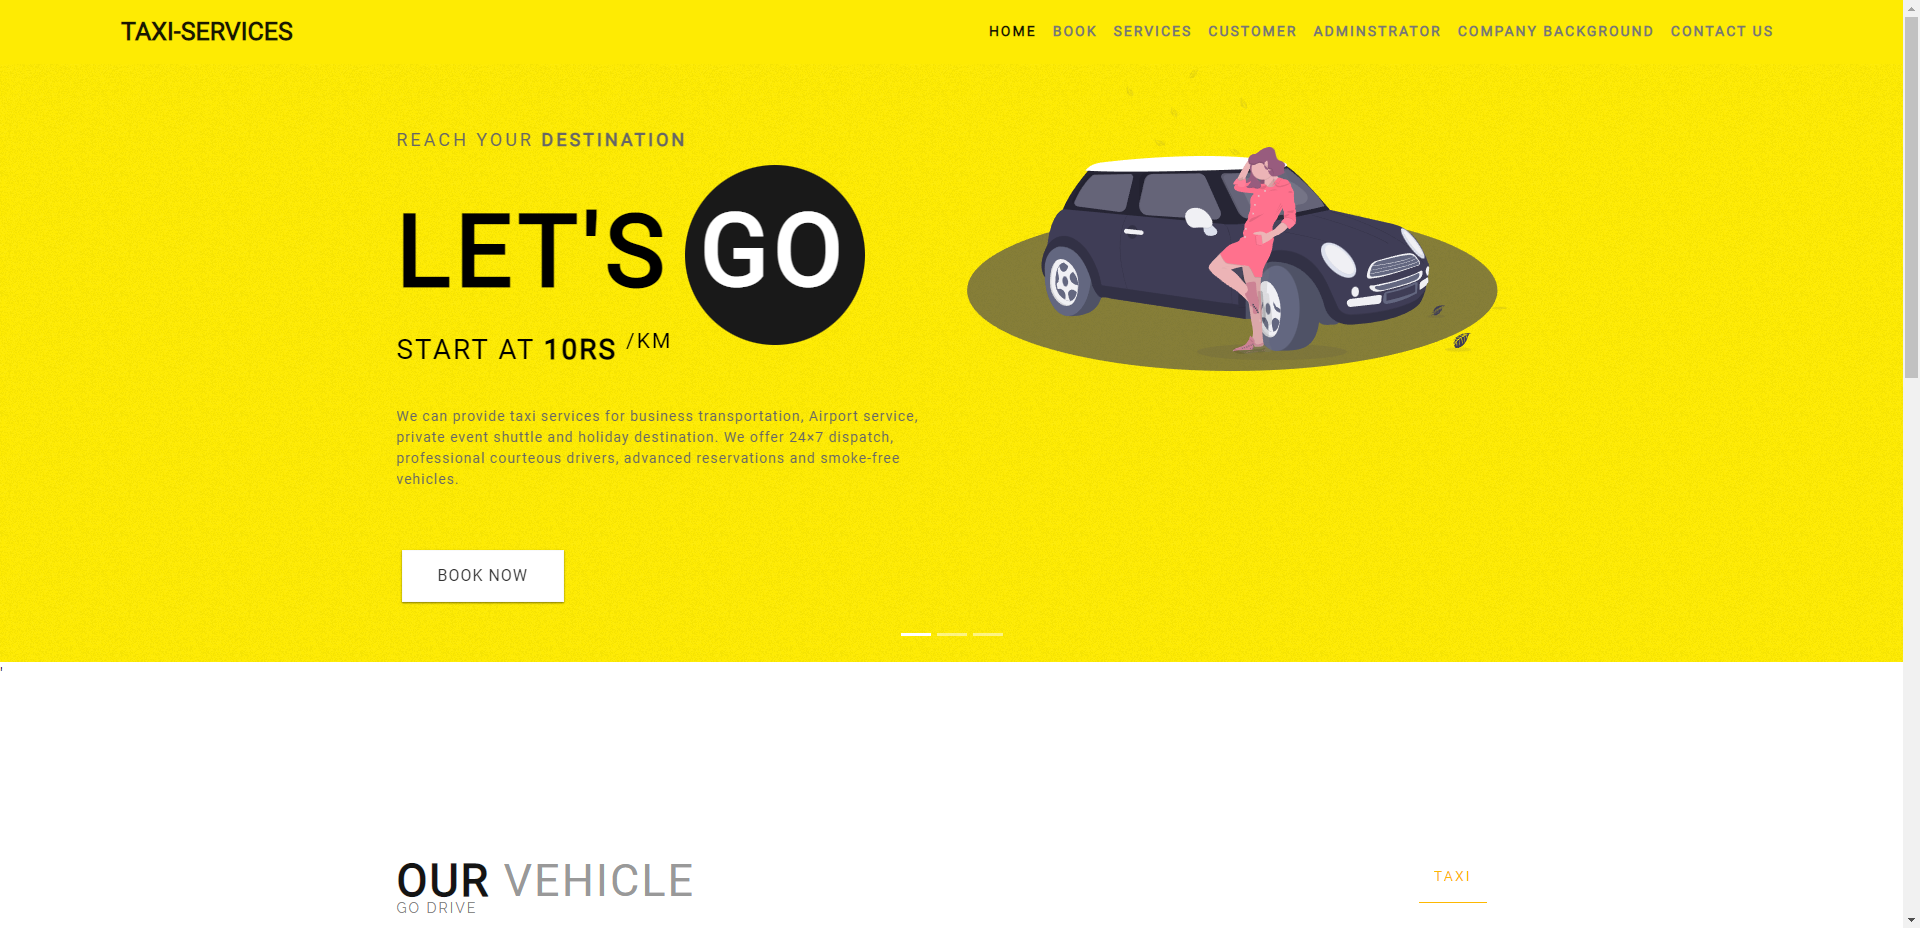 TAXI-SERVICES
HOME BOOK SERVICES CUSTOMER ADMINSTRATOR COMPANY BACKGROUND CONTACT US
REACH YOUR DESTINATION
LET'S GO
START AT 10RS /KM
We can provide taxi services for business transportation, Airport service,
private event shuttle and holiday destination. We offer 24×7 dispatch,
professional courteous drivers, advanced reservations and smoke-free
vehicles.
BOOK NOW
'
OUR VEHICLE
GO DRIVE
TAXI